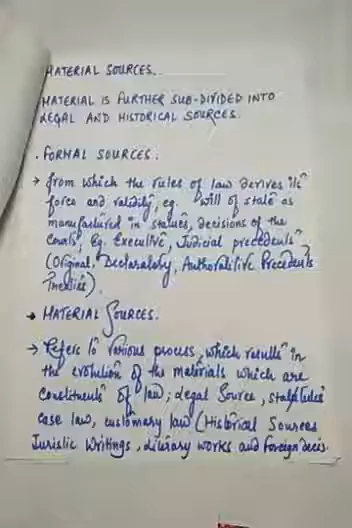 MATERIAL SOURCES.
MATERIAL IS FURTHER SUB-DIVIDED INTO
LEGAL AND HISTORICAL SOURCES.
. FORMAL SOURCES.
→ from which the rules of law derives its
force and validity, eg. will of state as
manufactured in statues, decisions of the
Courts, Eg. Executive, Judicial precedents
(Original, Declaratory, Authoratitive Precedents
Theories).
→ MATERIAL SOURCES.
→ Refers to various process, which results in
the evolution of the materials which are
constituents of law; Legal Source,
case law, customary law (Historical Sources
Juristic Writings, Literary works and foreign decis.